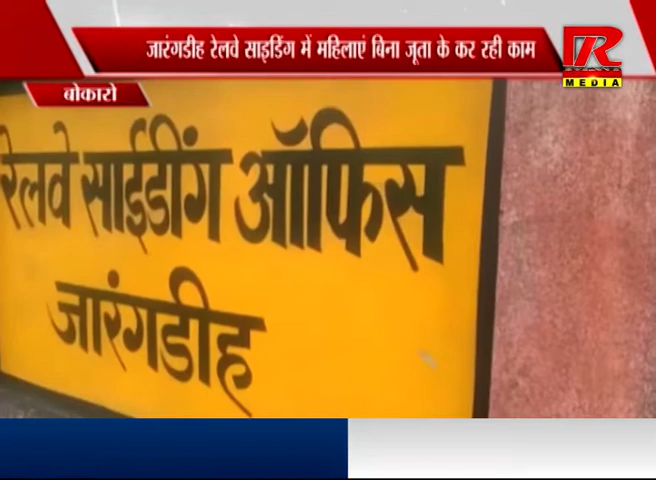 जारंगडीह रेलवे साइडिंग में महिलाएं बिना जूता के कर रही काम
R
MEDIA
बोकारो
रेलवे साईडींग ऑफिस
जारंगडीह